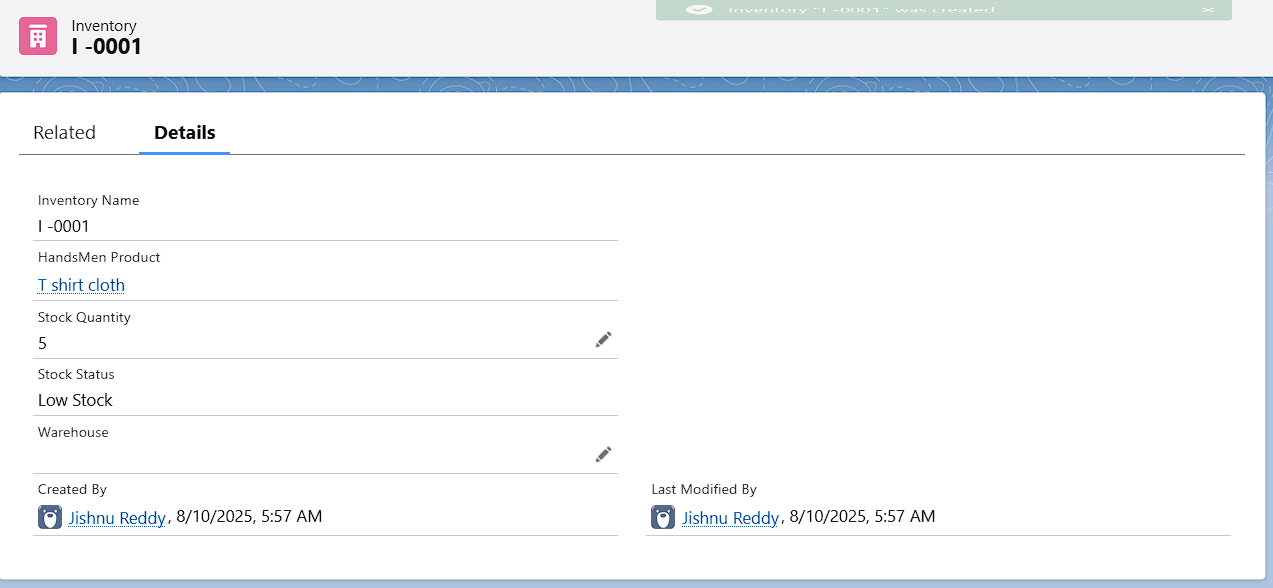 Inventory
I -0001
Inventory "I -0001" was created.
Related
Details
Inventory Name
I -0001
HandsMen Product
T shirt cloth
Stock Quantity
5
Stock Status
Low Stock
Warehouse
Created By
Jishnu Reddy, 8/10/2025, 5:57 AM
Last Modified By
Jishnu Reddy, 8/10/2025, 5:57 AM